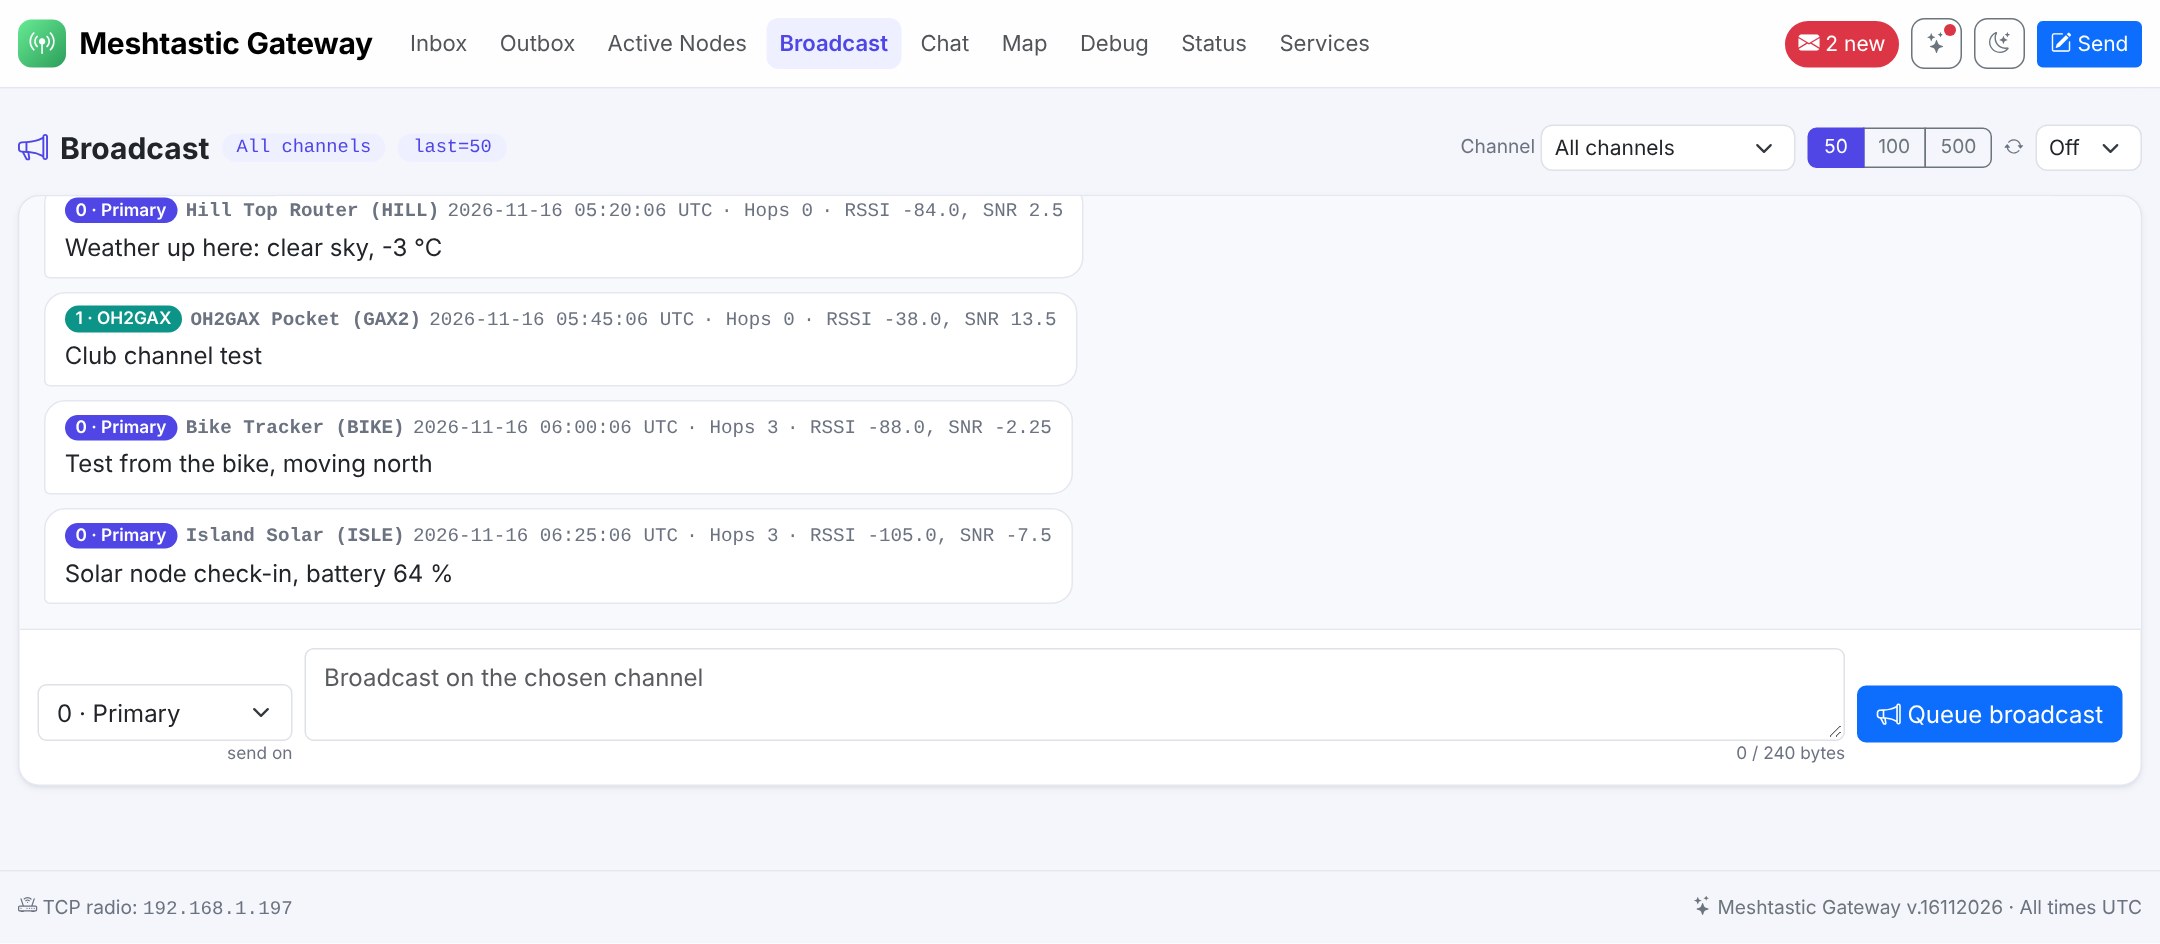 Meshtastic Gateway Inbox Outbox Active Nodes Broadcast Chat Map Debug Status Services 2 new Send
Broadcast All channels last=50 Channel All channels 50 100 500 Off
0 · Primary Hill Top Router (HILL) 2026-11-16 05:20:06 UTC · Hops 0 · RSSI -84.0, SNR 2.5
Weather up here: clear sky, -3 °C
1 · OH2GAX OH2GAX Pocket (GAX2) 2026-11-16 05:45:06 UTC · Hops 0 · RSSI -38.0, SNR 13.5
Club channel test
0 · Primary Bike Tracker (BIKE) 2026-11-16 06:00:06 UTC · Hops 3 · RSSI -88.0, SNR -2.25
Test from the bike, moving north
0 · Primary Island Solar (ISLE) 2026-11-16 06:25:06 UTC · Hops 3 · RSSI -105.0, SNR -7.5
Solar node check-in, battery 64 %
Broadcast on the chosen channel
0 · Primary Queue broadcast
send on 0 / 240 bytes
TCP radio: 192.168.1.197 Meshtastic Gateway v.16112026 · All times UTC